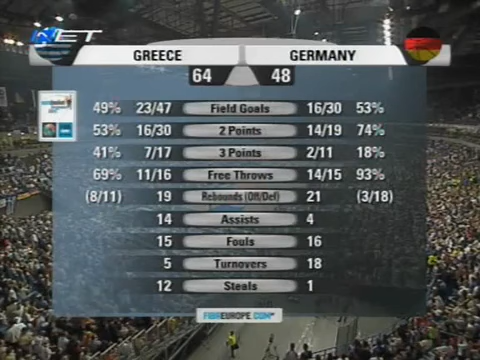 NET
GREECE GERMANY
64 48
49% 23/47 Field Goals 16/30 53%
53% 16/30 2 Points 14/19 74%
41% 7/17 3 Points 2/11 18%
69% 11/16 Free Throws 14/15 93%
(8/11) 19 Rebounds (Off/Def) 21 (3/18)
14 Assists 4
15 Fouls 16
5 Turnovers 18
12 Steals 1
FIBAEUROPE.COM